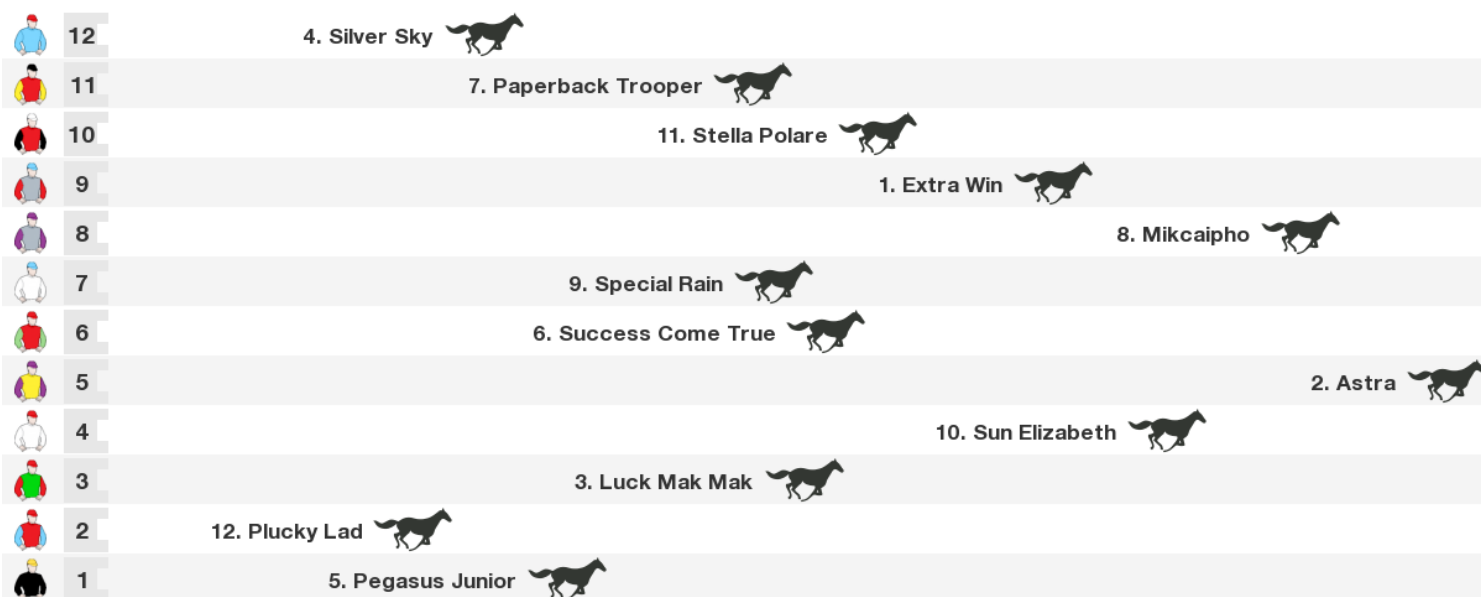 12 4. Silver Sky
11 7. Paperback Trooper
10 11. Stella Polare
9 1. Extra Win
8 8. Mikcaipho
7 9. Special Rain
6 6. Success Come True
5 2. Astra
4 10. Sun Elizabeth
3 3. Luck Mak Mak
2 12. Plucky Lad
1 5. Pegasus Junior